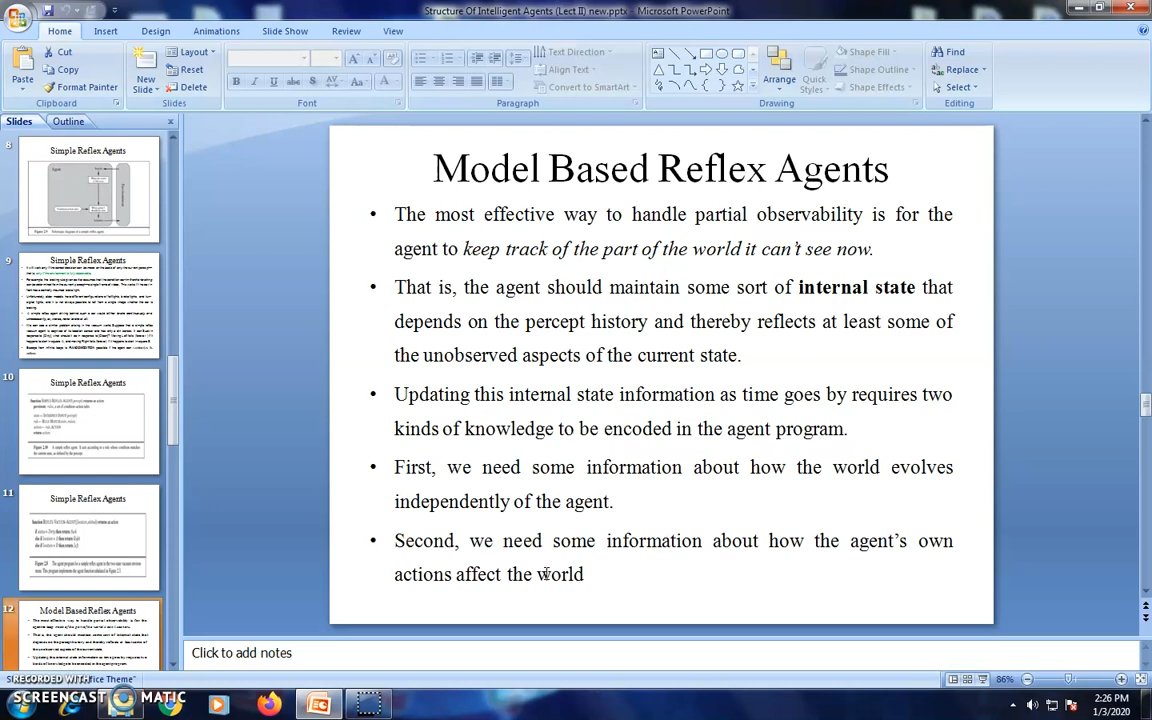 Structure Of Intelligent Agents (Lect II) new.pptx - Microsoft PowerPoint
Home Insert Design Slide Show Review View
Paste
Cut
Copy
Format Painter
Clipboard
New Slide
Layout
Reset
Delete
Slides
Font
Paragraph
Text Direction
Align Text
Convert to SmartArt
Arrange
Quick Styles
Shape Fill
Shape Outline
Shape Effects
Drawing
Find
Replace
Select
Editing
Slides Outline
8
Simple Reflex Agents
9
Simple Reflex Agents
10
Simple Reflex Agents
11
Simple Reflex Agents
12
Model Based Reflex Agents
Model Based Reflex Agents
• The most effective way to handle partial observability is for the
agent to keep track of the part of the world it can't see now.
• That is, the agent should maintain some sort of internal state that
depends on the percept history and thereby reflects at least some of
the unobserved aspects of the current state.
• Updating this internal state information as time goes by requires two
kinds of knowledge to be encoded in the agent program.
• First, we need some information about how the world evolves
independently of the agent.
• Second, we need some information about how the agent's own
actions affect the world
Click to add notes
RECORDED WITH
SCREENCAST MATIC
Theme"
86%
2:26 PM
1/3/2020